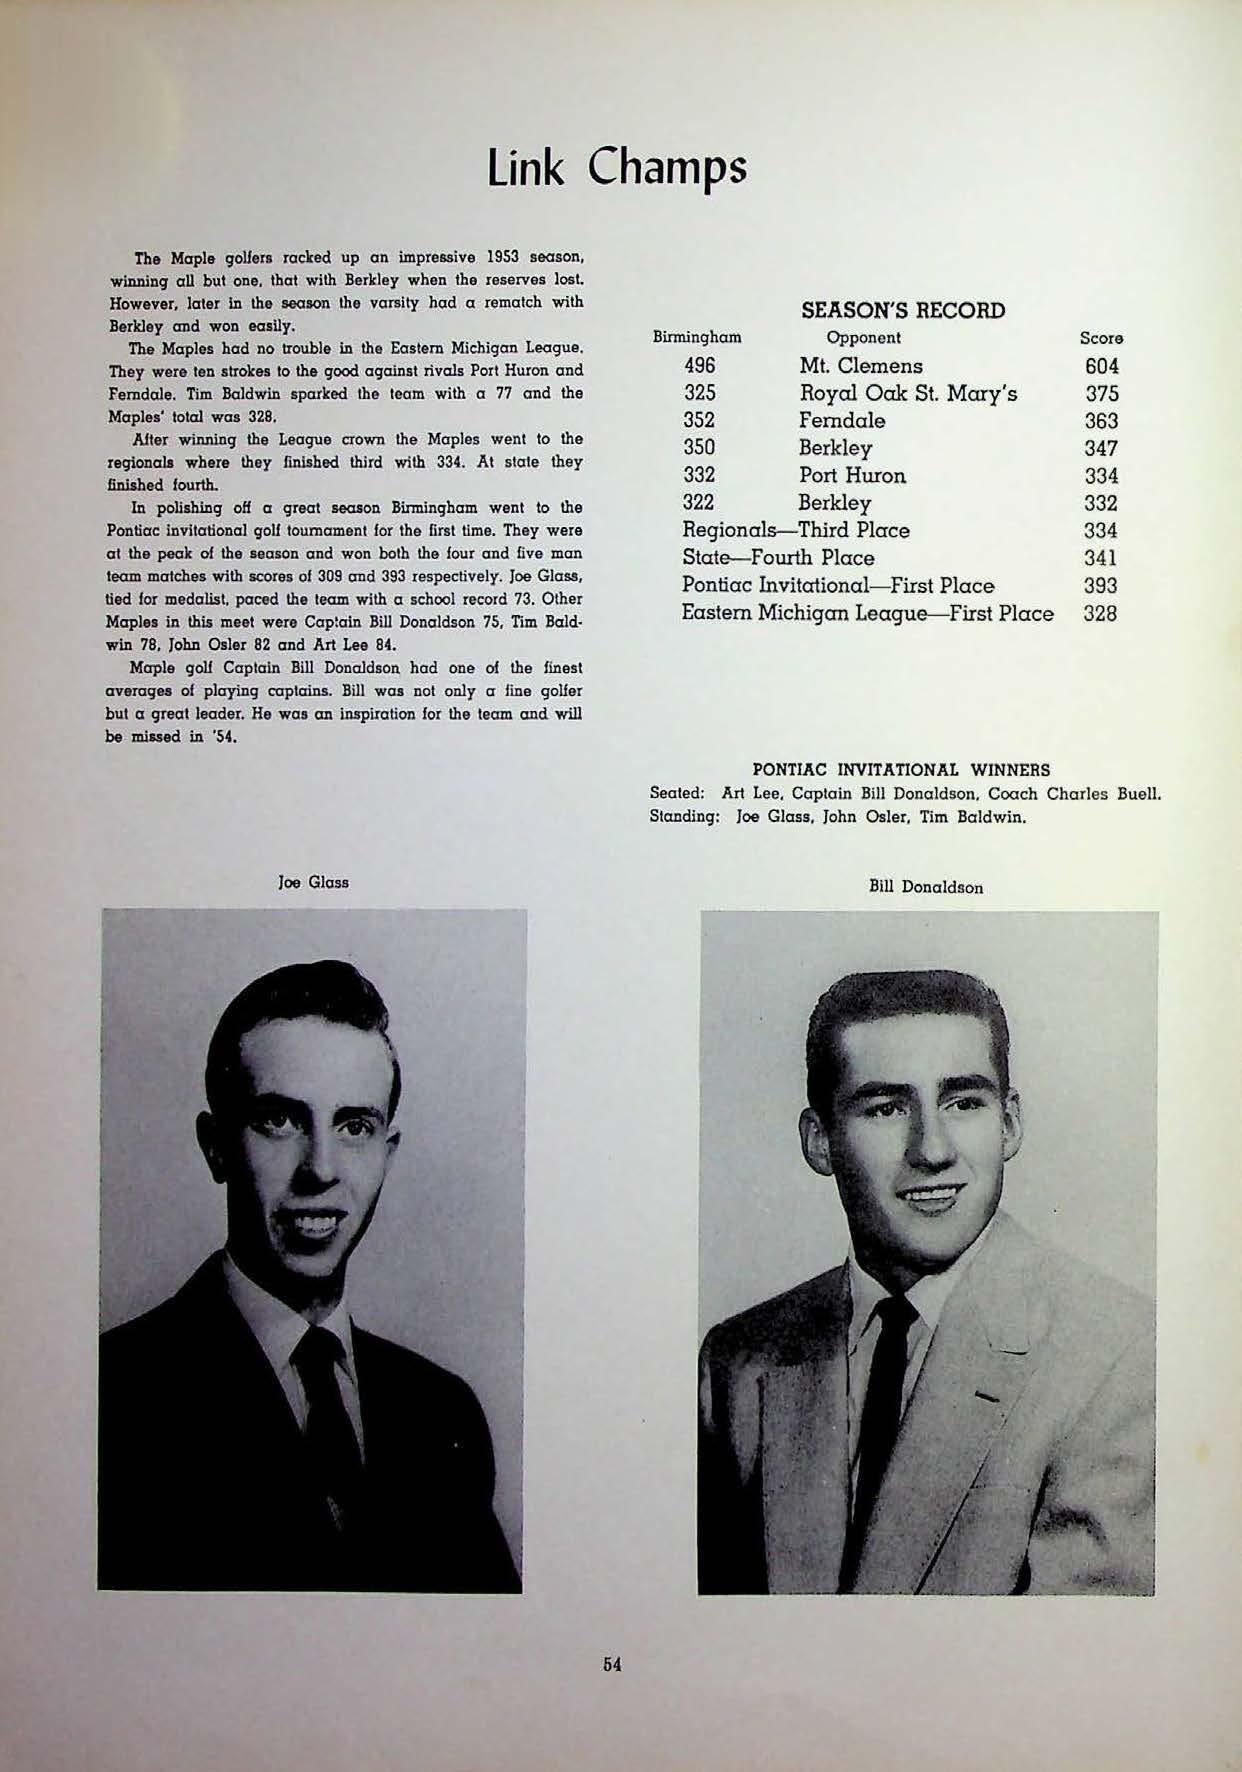 Link Champs
The Maple golfers racked up an impressive 1953 season,
winning all but one, that with Berkley when the reserves lost.
However, later in the season the varsity had a rematch with
Berkley and won easily.
The Maples had no trouble in the Eastern Michigan League.
They were ten strokes to the good against rivals Port Huron and
Ferndale. Tim Baldwin sparked the team with a 77 and the
Maples' total was 328.
After winning the League crown the Maples went to the
regionals where they finished third with 334. At state they
finished fourth.
In polishing off a great season Birmingham went to the
Pontiac invitational golf tournament for the first time. They were
at the peak of the season and won both the four and five man
team matches with scores of 309 and 393 respectively. Joe Glass,
tied for medalist, paced the team with a school record 73. Other
Maples in this meet were Captain Bill Donaldson 75, Tim Bald-
win 78, John Osler 82 and Art Lee 84.
Maple golf Captain Bill Donaldson had one of the finest
averages of playing captains. Bill was not only a fine golfer
but a great leader. He was an inspiration for the team and will
be missed in '54.
SEASON'S RECORD
Birmingham Opponent Score
496 Mt. Clemens 604
325 Royal Oak St. Mary's 375
352 Ferndale 363
350 Berkley 347
332 Port Huron 334
322 Berkley 332
Regionals—Third Place 334
State—Fourth Place 341
Pontiac Invitational—First Place 393
Eastern Michigan League—First Place 328
PONTIAC INVITATIONAL WINNERS
Seated: Art Lee, Captain Bill Donaldson, Coach Charles Buell.
Standing: Joe Glass, John Osler, Tim Baldwin.
Joe Glass
Bill Donaldson
54